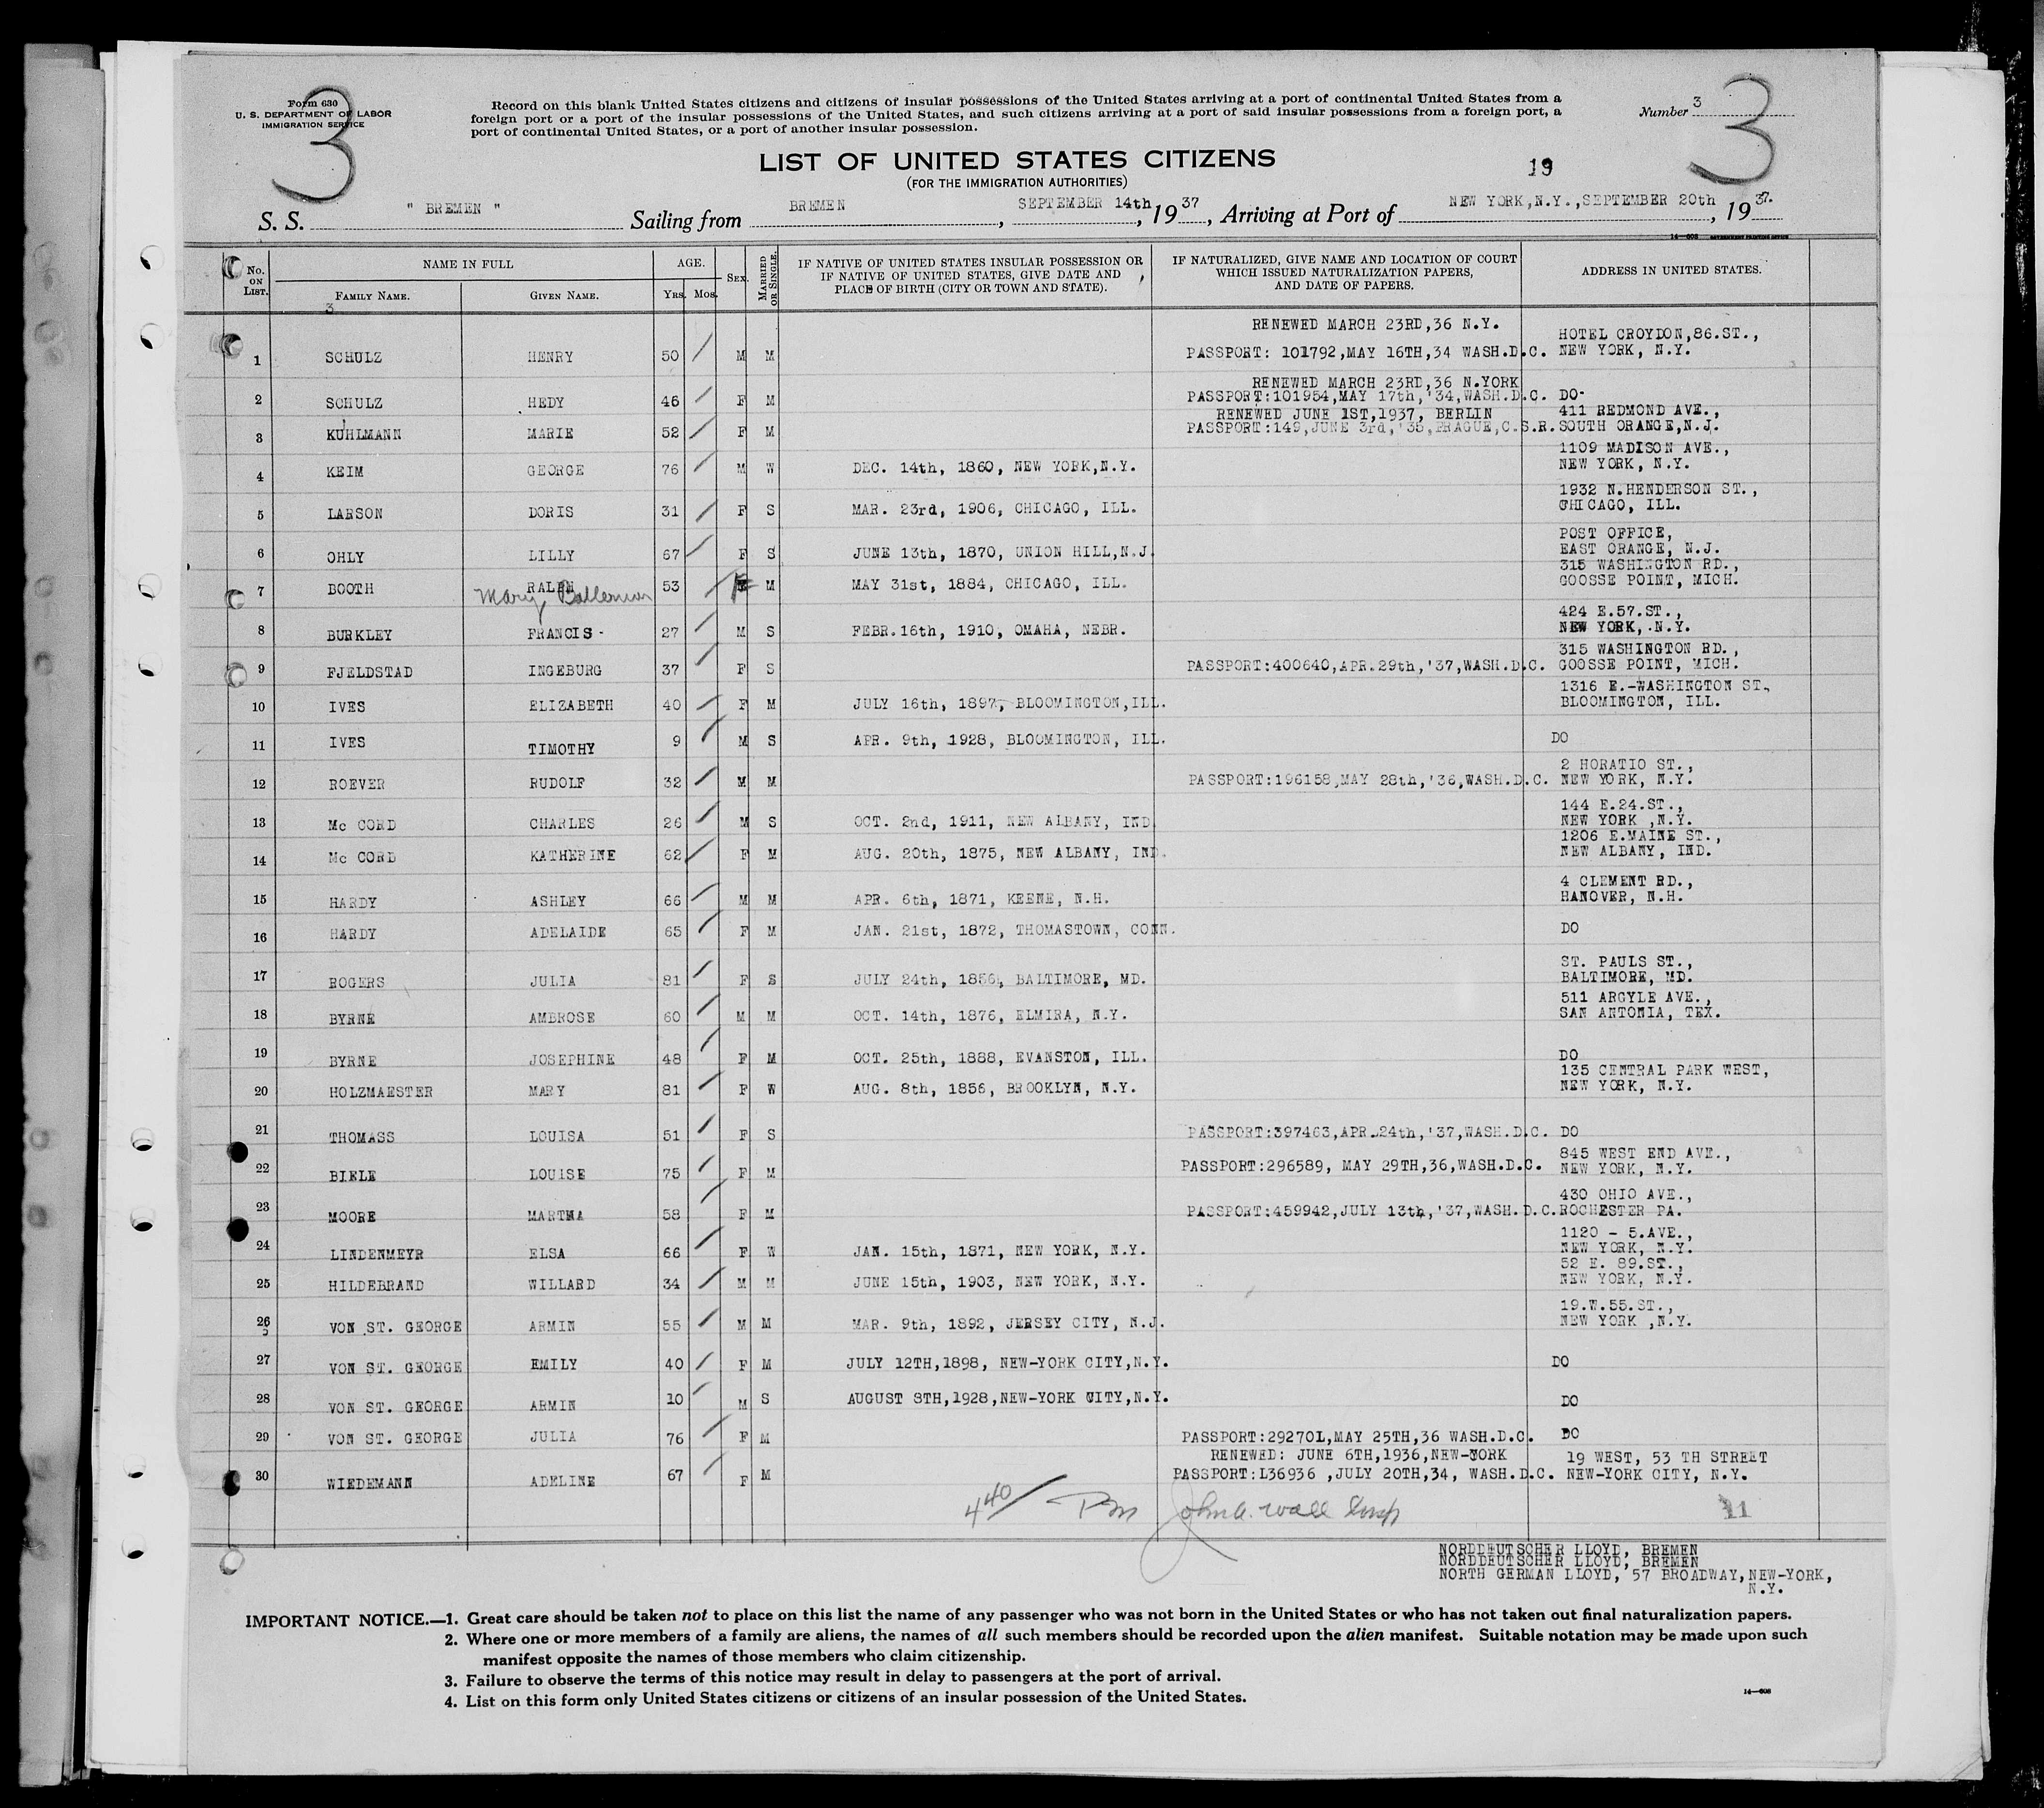 3
3
Form 630
U. S. DEPARTMENT OF LABOR
IMMIGRATION SERVICE
Record on this blank United States citizens and citizens of insular possessions of the United States arriving at a port of continental United States from a
foreign port or a port of the insular possessions of the United States, and such citizens arriving at a port of said insular possessions from a foreign port, a
port of continental United States, or a port of another insular possession.
Number 3
LIST OF UNITED STATES CITIZENS
(FOR THE IMMIGRATION AUTHORITIES)
19
S. S. " BREMEN " Sailing from BREMEN, SEPTEMBER 14th, 1937, Arriving at Port of NEW YORK,N.Y.,SEPTEMBER 20th, 1937.
14—608 GOVERNMENT PRINTING OFFICE
No. ON LIST. NAME IN FULL AGE. SEX. MARRIED OR SINGLE. IF NATIVE OF UNITED STATES INSULAR POSSESSION OR IF NATIVE OF UNITED STATES, GIVE DATE AND PLACE OF BIRTH (CITY OR TOWN AND STATE). IF NATURALIZED, GIVE NAME AND LOCATION OF COURT WHICH ISSUED NATURALIZATION PAPERS, AND DATE OF PAPERS. ADDRESS IN UNITED STATES.
FAMILY NAME. GIVEN NAME. YRS. MOS.
3
RENEWED MARCH 23RD,36 N.Y. HOTEL CROYDON,86.ST.,
1 SCHULZ HENRY 50 M M PASSPORT: 101792,MAY 16TH,34 WASH.D.C. NEW YORK, N.Y.
RENEWED MARCH 23RD,36 N.YORK
2 SCHULZ HEDY 46 F M PASSPORT:101954,MAY 17th,'34,WASH.D.C. DO-
RENEWED JUNE 1ST,1937, BERLIN 411 REDMOND AVE.,
3 KUHLMANN MARIE 52 F M PASSPORT:149,JUNE 3rd,'35,PRAGUE,C.S.R. SOUTH ORANGE,N.J.
1109 MADISON AVE.,
4 KEIM GEORGE 76 M W DEC. 14th, 1860, NEW YORK,N.Y. NEW YORK, N.Y.
1932 N.HENDERSON ST.,
5 LARSON DORIS 31 F S MAR. 23rd, 1906, CHICAGO, ILL. CHICAGO, ILL.
POST OFFICE,
6 OHLY LILLY 67 F S JUNE 13th, 1870, UNION HILL,N.J. EAST ORANGE, N.J.
315 WASHINGTON RD.,
7 BOOTH RALPH 53 F M MAY 31st, 1884, CHICAGO, ILL. GOOSSE POINT, MICH.
Mary
424 E.57.ST.,
8 BURKLEY FRANCIS- 27 M S FEBR.16th, 1910, OMAHA, NEBR. NEW YORK, .N.Y.
315 WASHINGTON RD.,
9 FJELDSTAD INGEBURG 37 F S PASSPORT:400640,APR.29th,'37,WASH.D.C. GOOSSE POINT, MICH.
1316 E.-WASHINGTON ST.,
10 IVES ELIZABETH 40 F M JULY 16th, 1897, BLOOMINGTON,ILL. BLOOMINGTON, ILL.
11 IVES TIMOTHY 9 M S APR. 9th, 1928, BLOOMINGTON, ILL. DO
2 HORATIO ST.,
12 ROEVER RUDOLF 32 M M PASSPORT:196158,MAY 28th,'36,WASH.D.C. NEW YORK, N.Y.
144 E.24.ST.,
13 Mc CORD CHARLES 26 M S OCT. 2nd, 1911, NEW ALBANY, IND. NEW YORK ,N.Y.
1206 E.MAINE ST.,
14 Mc CORD KATHERINE 62 F M AUG. 20th, 1875, NEW ALBANY, IND. NEW ALBANY, IND.
4 CLEMENT RD.,
15 HARDY ASHLEY 66 M M APR. 6th, 1871, KEENE, N.H. HANOVER, N.H.
16 HARDY ADELAIDE 65 F M JAN. 21st, 1872, THOMASTOWN, CONN. DO
ST. PAULS ST.,
17 ROGERS JULIA 81 F S JULY 24th, 1856, BALTIMORE, MD. BALTIMORE, MD.
511 ARGYLE AVE.,
18 BYRNE AMBROSE 60 M M OCT. 14th, 1876, ELMIRA, N.Y. SAN ANTONIA, TEX.
19 BYRNE JOSEPHINE 48 F M OCT. 25th, 1888, EVANSTON, ILL. DO
135 CENTRAL PARK WEST,
20 HOLZMAESTER MARY 81 F W AUG. 8th, 1856, BROOKLYN, N.Y. NEW YORK, N.Y.
21 THOMASS LOUISA 51 F S PASSPORT:397463,APR.24th,'37,WASH.D.C. DO
845 WEST END AVE.,
22 BIELE LOUISE 75 F M PASSPORT:296589, MAY 29TH,36,WASH.D.C. NEW YORK, N.Y.
430 OHIO AVE.,
23 MOORE MARTHA 58 F M PASSPORT:459942,JULY 13th,'37,WASH.D.C. ROCHESTER PA.
1120 - 5.AVE.,
24 LINDENMEYR ELSA 66 F W JAN. 15th, 1871, NEW YORK, N.Y. NEW YORK, N.Y.
52 E. 89.ST.,
25 HILDEBRAND WILLARD 34 M M JUNE 15th, 1903, NEW YORK, N.Y. NEW YORK, N.Y.
19.W.55.ST.,
26 VON ST. GEORGE ARMIN 55 M M MAR. 9th, 1892, JERSEY CITY, N.J. NEW YORK ,N.Y.
27 VON ST. GEORGE EMILY 40 F M JULY 12TH,1898, NEW-YORK CITY,N.Y. DO
28 VON ST. GEORGE ARMIN 10 M S AUGUST 8TH,1928,NEW-YORK CITY,N.Y. DO
29 VON ST. GEORGE JULIA 76 F M PASSPORT:29270L,MAY 25TH,36 WASH.D.C. DO
RENEWED: JUNE 6TH,1936,NEW-YORK 19 WEST, 53 TH STREET
30 WIEDEMANN ADELINE 67 F M PASSPORT:L36936 ,JULY 20TH,34, WASH.D.C. NEW-YORK CITY, N.Y.
4 40/ Pm John A. Wall Insp 11
NORDDEUTSCHER LLOYD, BREMEN
NORDDEUTSCHER LLOYD, BREMEN
NORTH GERMAN LLOYD, 57 BROADWAY,NEW-YORK,
N.Y.
IMPORTANT NOTICE.—1. Great care should be taken not to place on this list the name of any passenger who was not born in the United States or who has not taken out final naturalization papers.
2. Where one or more members of a family are aliens, the names of all such members should be recorded upon the alien manifest. Suitable notation may be made upon such
manifest opposite the names of those members who claim citizenship.
3. Failure to observe the terms of this notice may result in delay to passengers at the port of arrival.
4. List on this form only United States citizens or citizens of an insular possession of the United States.
14—608